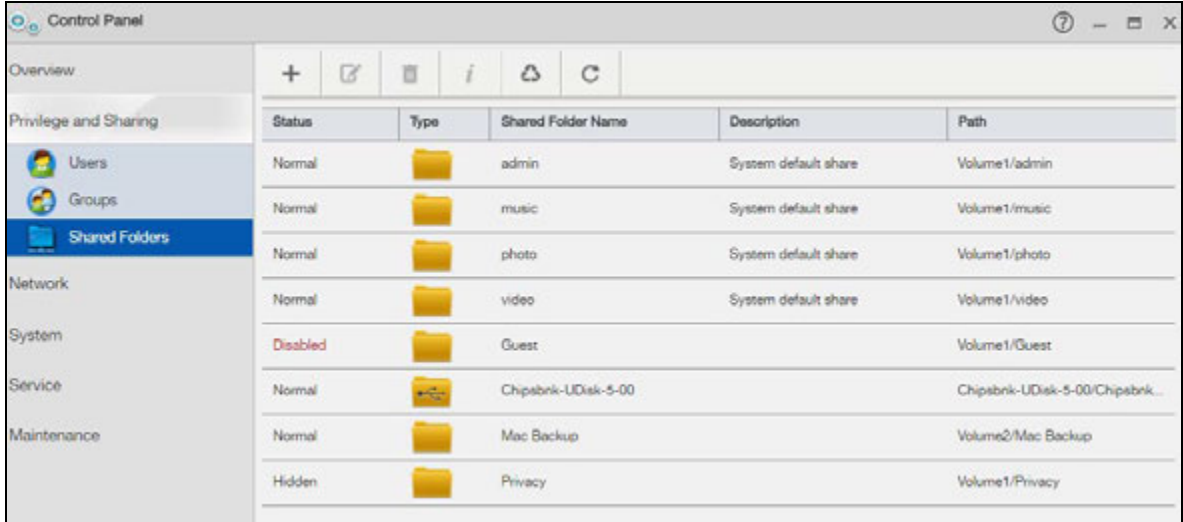 Control Panel
Overview
Privilege and Sharing
Users
Groups
Shared Folders
Network
System
Service
Maintenance
Status Type Shared Folder Name Description Path
Normal admin System default share Volume1/admin
Normal music System default share Volume1/music
Normal photo System default share Volume1/photo
Normal video System default share Volume1/video
Disabled Guest Volume1/Guest
Normal Chipsbnk-UDisk-5-00 Chipsbnk-UDisk-5-00/Chipsbnk...
Normal Mac Backup Volume2/Mac Backup
Hidden Privacy Volume1/Privacy